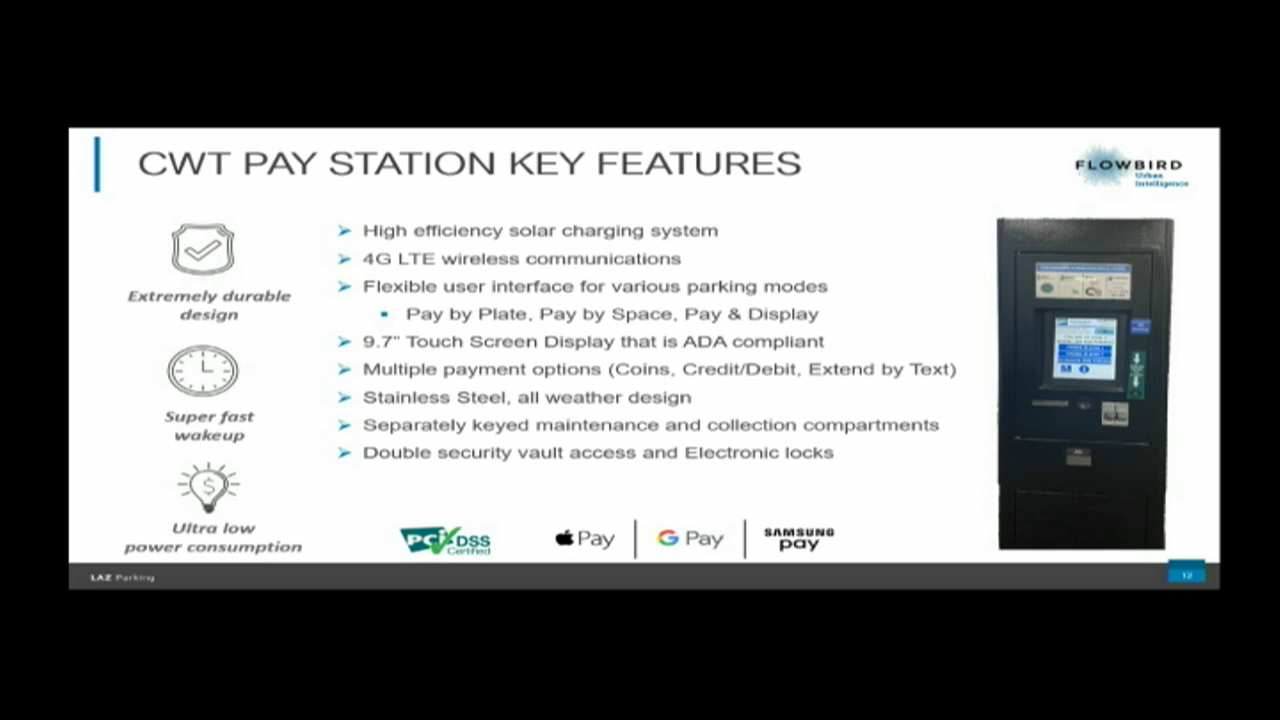 CWT PAY STATION KEY FEATURES
FLOWBIRD
Urban
Intelligence
Extremely durable
design
Super fast
wakeup
Ultra low
power consumption
➢ High efficiency solar charging system
➢ 4G LTE wireless communications
➢ Flexible user interface for various parking modes
▪ Pay by Plate, Pay by Space, Pay & Display
➢ 9.7" Touch Screen Display that is ADA compliant
➢ Multiple payment options (Coins, Credit/Debit, Extend by Text)
➢ Stainless Steel, all weather design
➢ Separately keyed maintenance and collection compartments
➢ Double security vault access and Electronic locks
PCI DSS
Certified
Pay
G Pay
SAMSUNG
pay
LAZ Parking
12